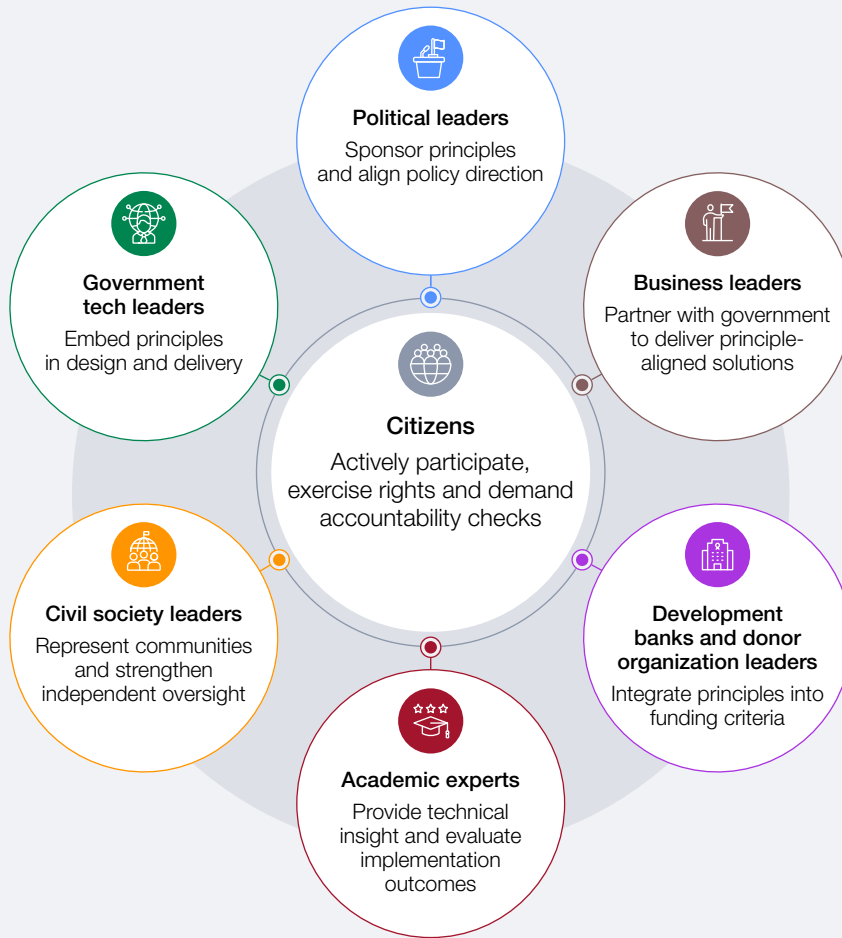 Political leaders
Sponsor principles
and align policy direction
Government
tech leaders
Embed principles
in design and delivery
Business leaders
Partner with government
to deliver principle-
aligned solutions
Citizens
Actively participate,
exercise rights and demand
accountability checks
Civil society leaders
Represent communities
and strengthen
independent oversight
Development
banks and donor
organization leaders
Integrate principles into
funding criteria
Academic experts
Provide technical
insight and evaluate
implementation
outcomes